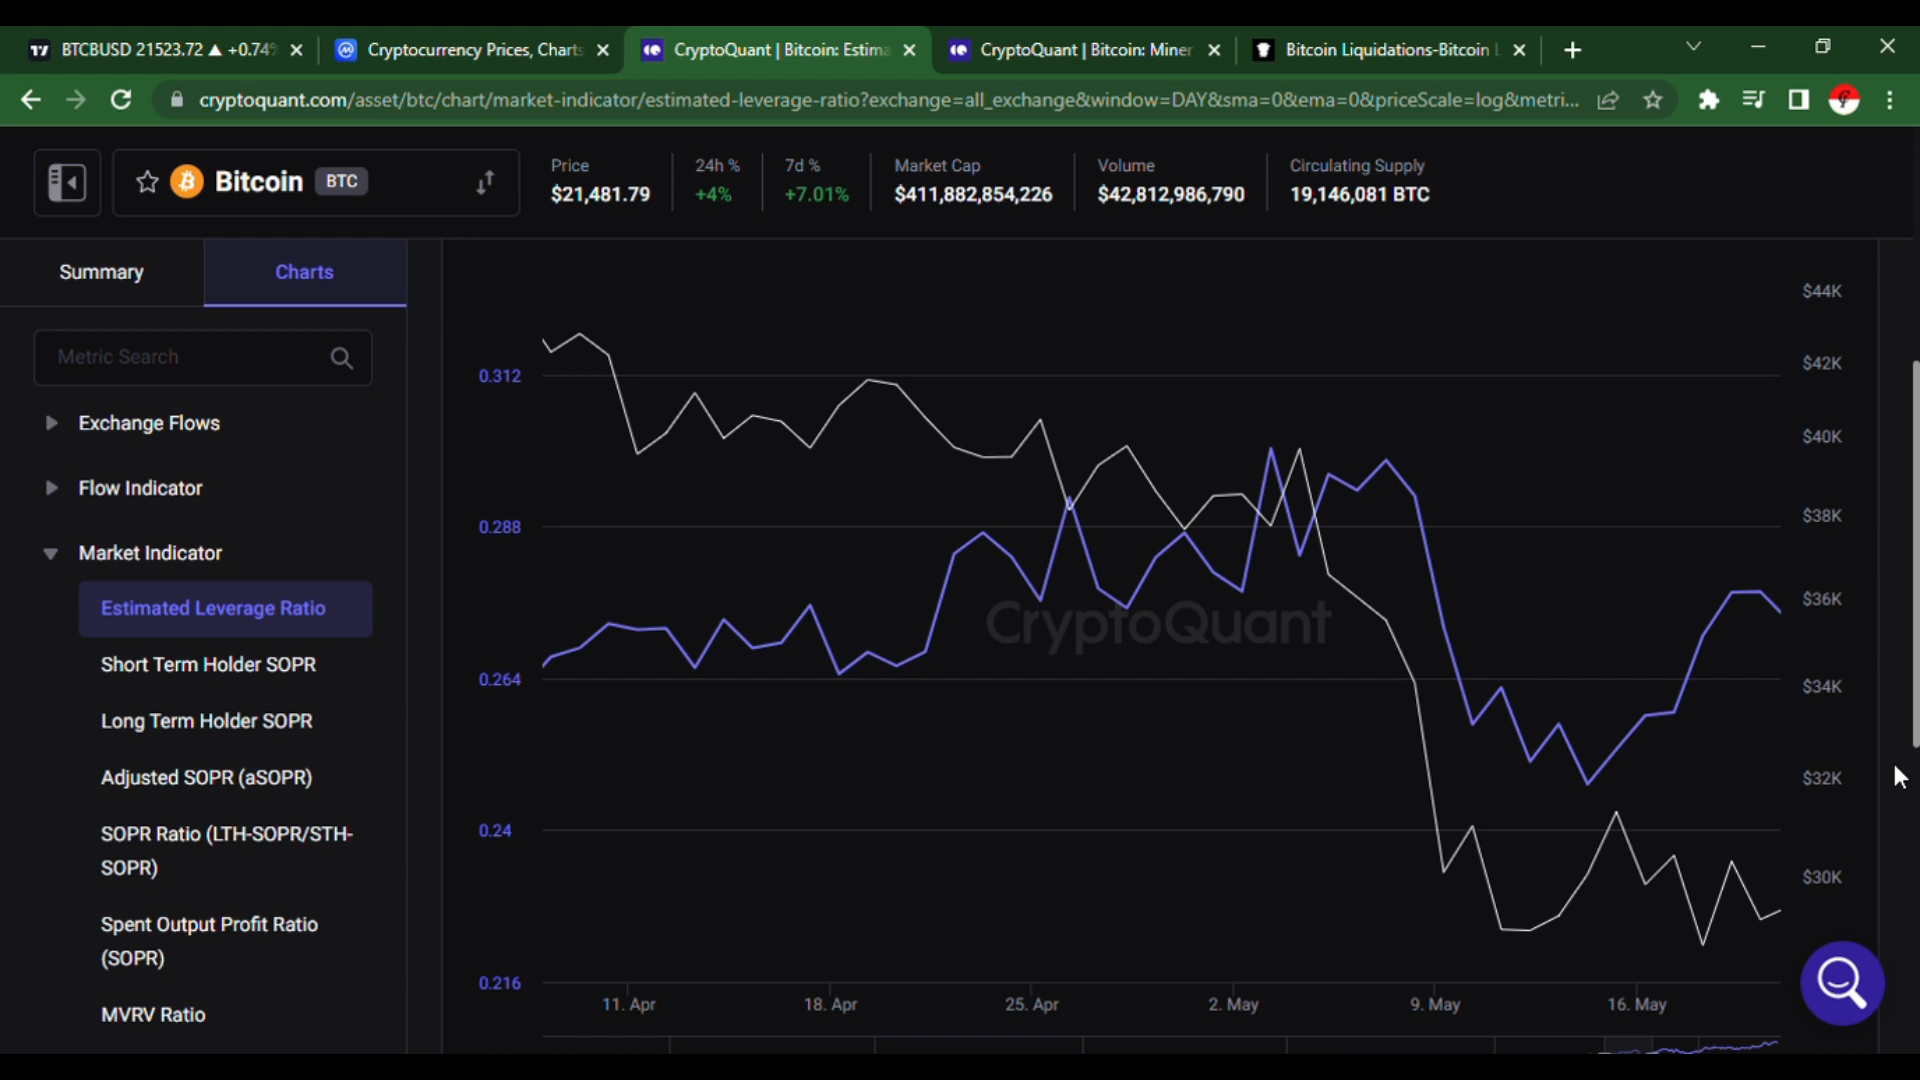 BTCBUSD 21523.72 ▲ +0.74%
Cryptocurrency Prices, Charts
CryptoQuant | Bitcoin: Estima
CryptoQuant | Bitcoin: Miner
Bitcoin Liquidations-Bitcoin L
cryptoquant.com/asset/btc/chart/market-indicator/estimated-leverage-ratio?exchange=all_exchange&window=DAY&sma=0&ema=0&priceScale=log&metri...
Bitcoin BTC
Price
$21,481.79
24h %
+4%
7d %
+7.01%
Market Cap
$411,882,854,226
Volume
$42,812,986,790
Circulating Supply
19,146,081 BTC
Summary
Charts
Metric Search
Exchange Flows
Flow Indicator
Market Indicator
Estimated Leverage Ratio
Short Term Holder SOPR
Long Term Holder SOPR
Adjusted SOPR (aSOPR)
SOPR Ratio (LTH-SOPR/STH-
SOPR)
Spent Output Profit Ratio
(SOPR)
MVRV Ratio
0.312
0.288
0.264
0.24
0.216
CryptoQuant
$44K
$42K
$40K
$38K
$36K
$34K
$32K
$30K
11. Apr
18. Apr
25. Apr
2. May
9. May
16. May